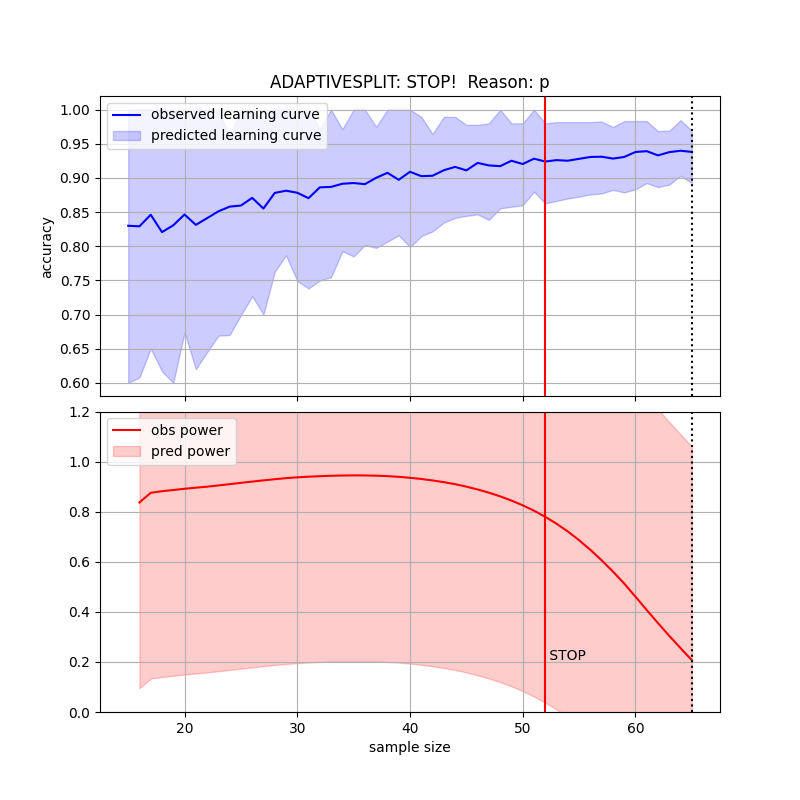 ADAPTIVESPLIT: STOP!  Reason: p
observed learning curve
predicted learning curve
accuracy
1.00
0.95
0.90
0.85
0.80
0.75
0.70
0.65
0.60
obs power
pred power
1.2
1.0
0.8
0.6
0.4
0.2
0.0
STOP
20 30 40 50 60
sample size